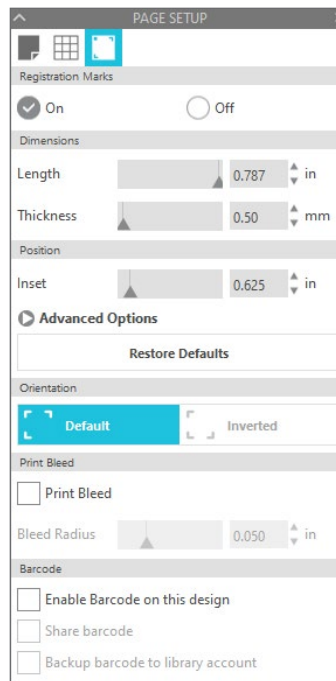 PAGE SETUP
Registration Marks
On Off
Dimensions
Length 0.787 in
Thickness 0.50 mm
Position
Inset 0.625 in
Advanced Options
Restore Defaults
Orientation
Default Inverted
Print Bleed
Print Bleed
Bleed Radius 0.050 in
Barcode
Enable Barcode on this design
Share barcode
Backup barcode to library account